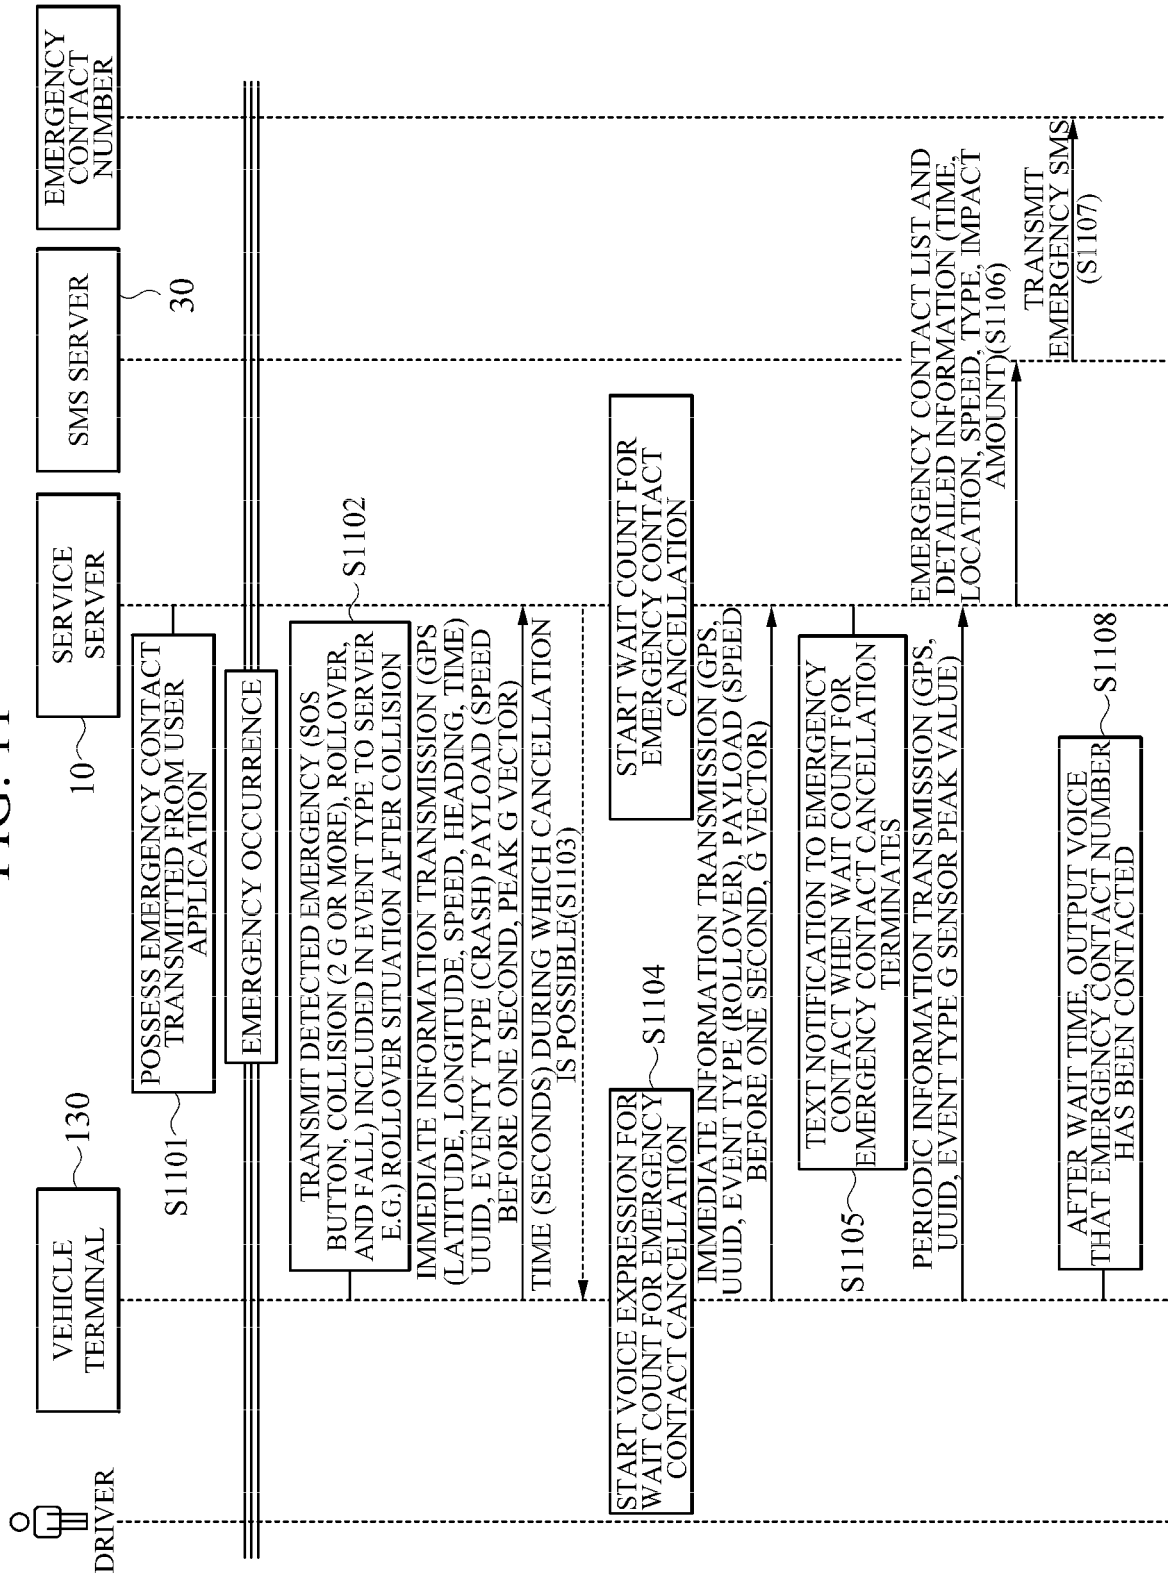 FIG. 11
DRIVER
VEHICLE
TERMINAL
130
SERVICE
SERVER
10
SMS SERVER
30
EMERGENCY
CONTACT
NUMBER
POSSESS EMERGENCY CONTACT
TRANSMITTED FROM USER
APPLICATION
S1101
EMERGENCY OCCURRENCE
TRANSMIT DETECTED EMERGENCY (SOS
BUTTON, COLLISION (2 G OR MORE), ROLLOVER,
AND FALL) INCLUDED IN EVENT TYPE TO SERVER
E.G.) ROLLOVER SITUATION AFTER COLLISION
S1102
IMMEDIATE INFORMATION TRANSMISSION (GPS
(LATITUDE, LONGITUDE, SPEED, HEADING, TIME)
UUID, EVENTY TYPE (CRASH) PAYLOAD (SPEED
BEFORE ONE SECOND, PEAK G VECTOR)
TIME (SECONDS) DURING WHICH CANCELLATION
IS POSSIBLE(S1103)
START VOICE EXPRESSION FOR
WAIT COUNT FOR EMERGENCY
CONTACT CANCELLATION
S1104
START WAIT COUNT FOR
EMERGENCY CONTACT
CANCELLATION
IMMEDIATE INFORMATION TRANSMISSION (GPS,
UUID, EVENT TYPE (ROLLOVER), PAYLOAD (SPEED
BEFORE ONE SECOND, G VECTOR)
TEXT NOTIFICATION TO EMERGENCY
CONTACT WHEN WAIT COUNT FOR
EMERGENCY CONTACT CANCELLATION
TERMINATES
S1105
PERIODIC INFORMATION TRANSMISSION (GPS,
UUID, EVENT TYPE G SENSOR PEAK VALUE)
EMERGENCY CONTACT LIST AND
DETAILED INFORMATION (TIME,
LOCATION, SPEED, TYPE, IMPACT
AMOUNT)(S1106)
TRANSMIT
EMERGENCY SMS
(S1107)
AFTER WAIT TIME, OUTPUT VOICE
THAT EMERGENCY CONTACT NUMBER
HAS BEEN CONTACTED
S1108